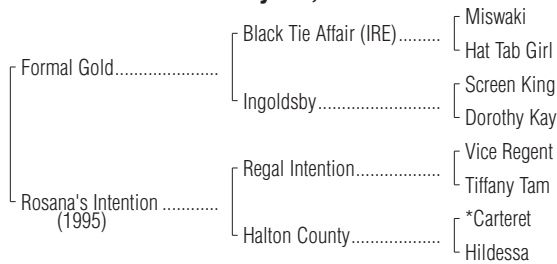 Miswaki
Black Tie Affair (IRE).........
Hat Tab Girl
Formal Gold......................
Screen King
Ingoldsby..........................
Dorothy Kay
Vice Regent
Regal Intention..................
Tiffany Tam
Rosana's Intention ............
(1995)
*Carteret
Halton County...................
Hildessa